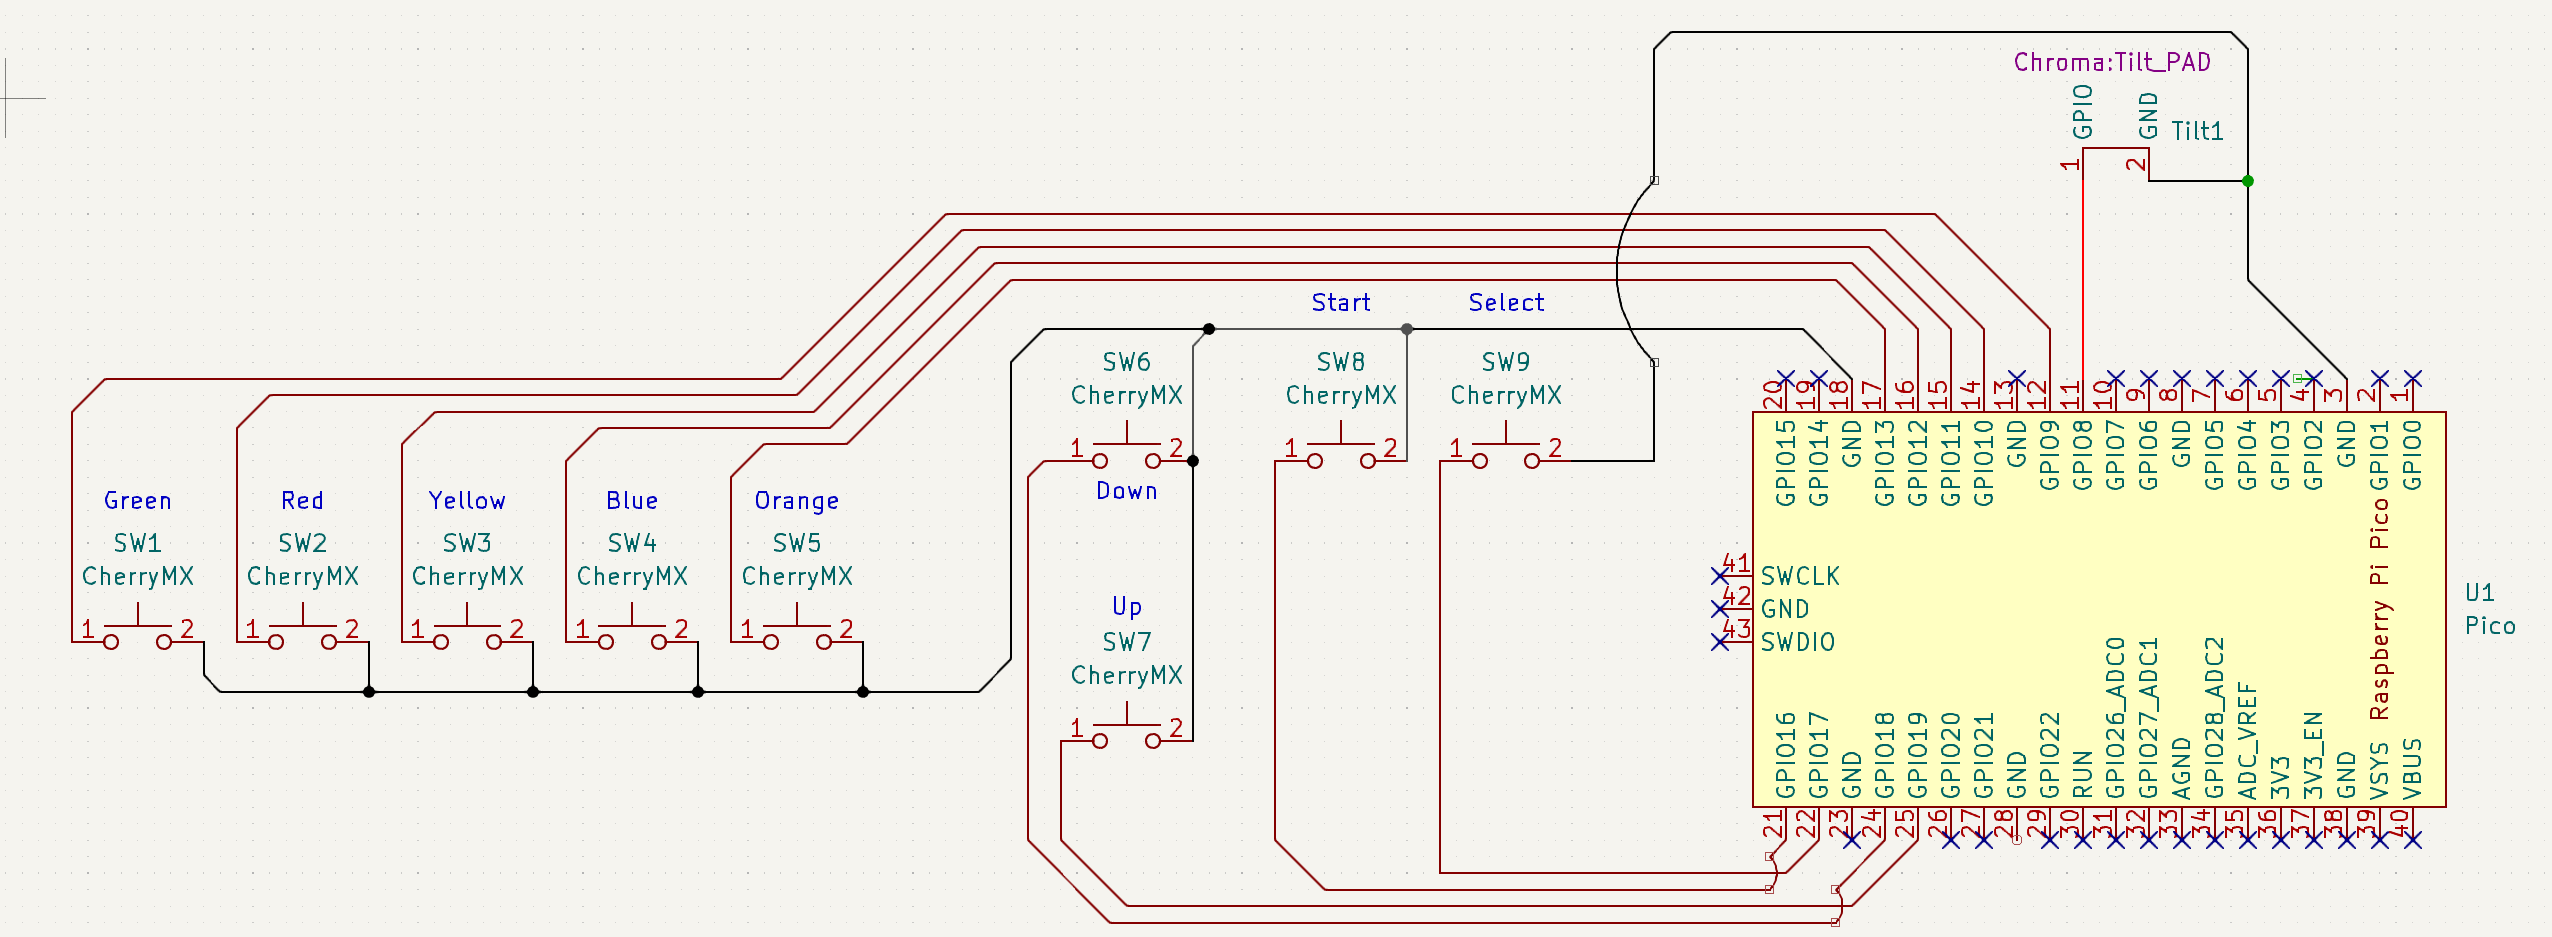 Chroma:Tilt_PAD
GPIO
GND
Tilt1
1
2
Start
Select
SW6
CherryMX
1
2
Down
SW8
CherryMX
1
2
SW9
CherryMX
1
2
Green
SW1
CherryMX
1
2
Red
SW2
CherryMX
1
2
Yellow
SW3
CherryMX
1
2
Blue
SW4
CherryMX
1
2
Orange
SW5
CherryMX
1
2
Up
SW7
CherryMX
1
2
20
19
18
17
16
15
14
13
12
11
10
9
8
7
6
5
4
3
2
1
GPIO15
GPIO14
GND
GPIO13
GPIO12
GPIO11
GPIO10
GND
GPIO9
GPIO8
GPIO7
GPIO6
GND
GPIO5
GPIO4
GPIO3
GPIO2
GND
GPIO1
GPIO0
41
SWCLK
42
GND
43
SWDIO
Raspberry Pi Pico
U1
Pico
GPIO16
GPIO17
GND
GPIO18
GPIO19
GPIO20
GPIO21
GND
GPIO22
RUN
GPIO26_ADC0
GPIO27_ADC1
AGND
GPIO28_ADC2
ADC_VREF
3V3
3V3_EN
GND
VSYS
VBUS
21
22
23
24
25
26
27
28
29
30
31
32
33
34
35
36
37
38
39
40